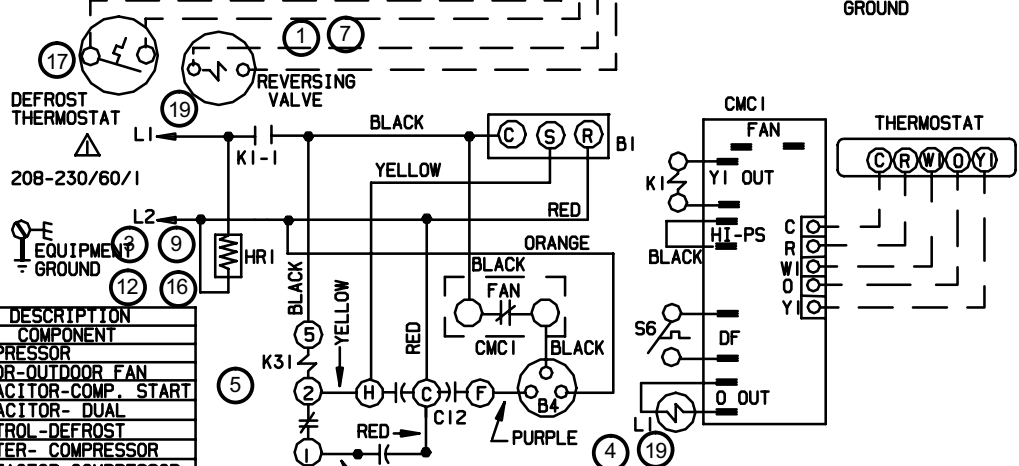 GROUND
1
7
17
REVERSING
VALVE
DEFROST
THERMOSTAT
19
L1
1
K1-1
BLACK
C S R
B1
208-230/60/1
YELLOW
L2
RED
EQUIPMENT
GROUND
3
9
HR1
ORANGE
12
16
BLACK
FAN
CMC1
BLACK
BLACK
YELLOW
RED
5
K31
2
H
C
F
B4
C12
PURPLE
RED
1
5
DESCRIPTION
COMPONENT
PRESSOR
OR-OUTDOOR FAN
ACITOR-COMP. START
ACITOR- DUAL
TROL-DEFROST
TER- COMPRESSOR
CMC1
FAN
THERMOSTAT
C R W1 O Y1
K1
Y1 OUT
HI-PS
BLACK
C
R
W1
O
Y1
S6
DF
O OUT
L1
4
19